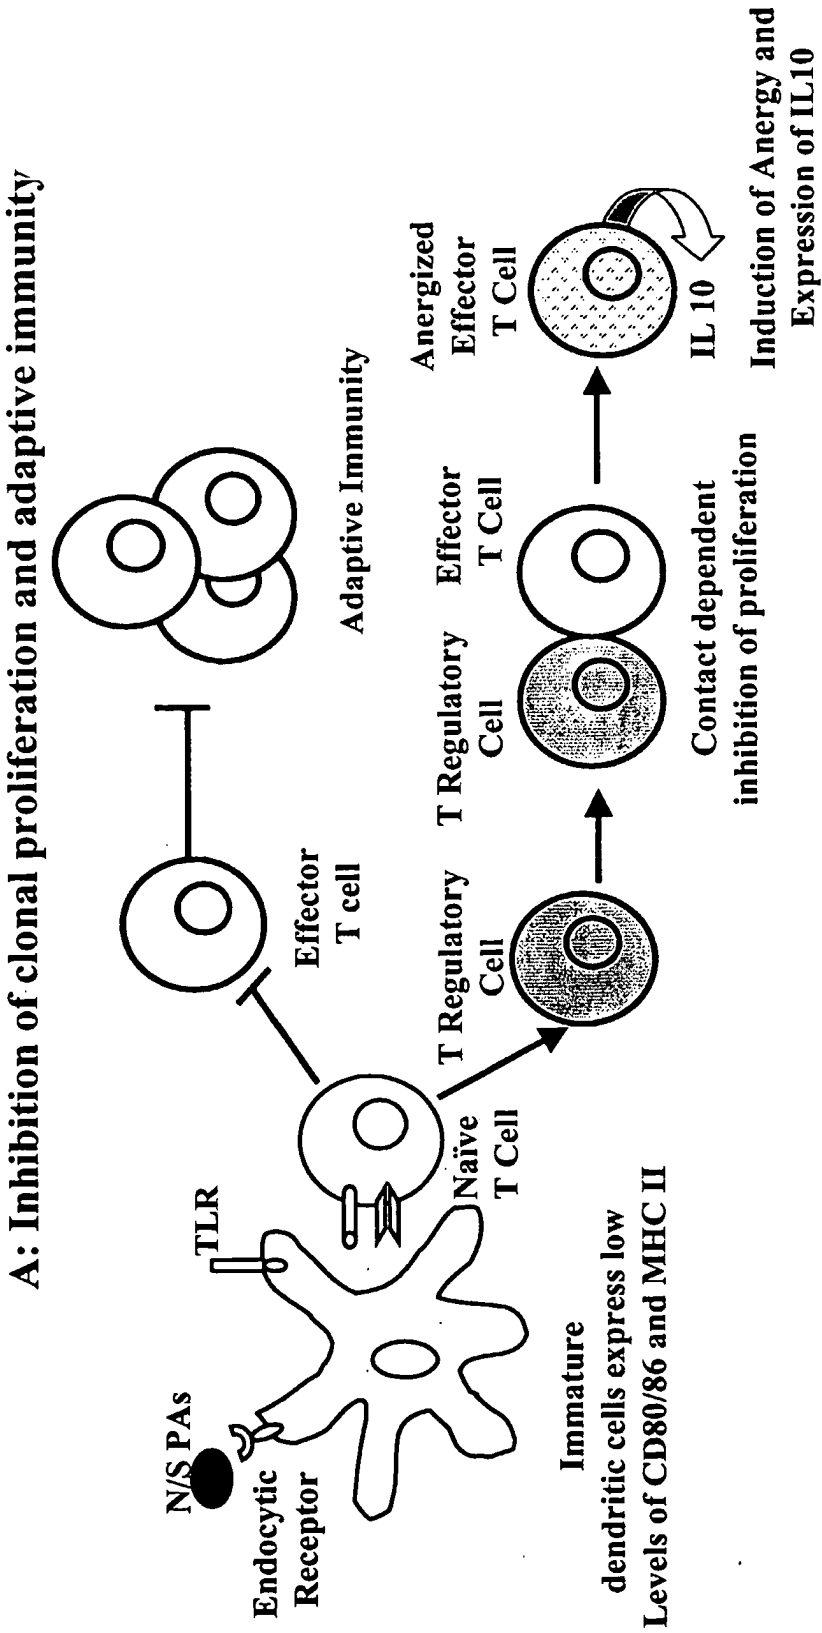 A: Inhibition of clonal proliferation and adaptive immunity
N/S PAs
TLR
Endocytic
Receptor
Immature
dendritic cells express low
Levels of CD80/86 and MHC II
Naïve
T Cell
Effector
T cell
Adaptive Immunity
T Regulatory
Cell
T Regulatory
Cell
Effector
T Cell
Contact dependent
inhibition of proliferation
Anergized
Effector
T Cell
IL 10
Induction of Anergy and
Expression of IL10